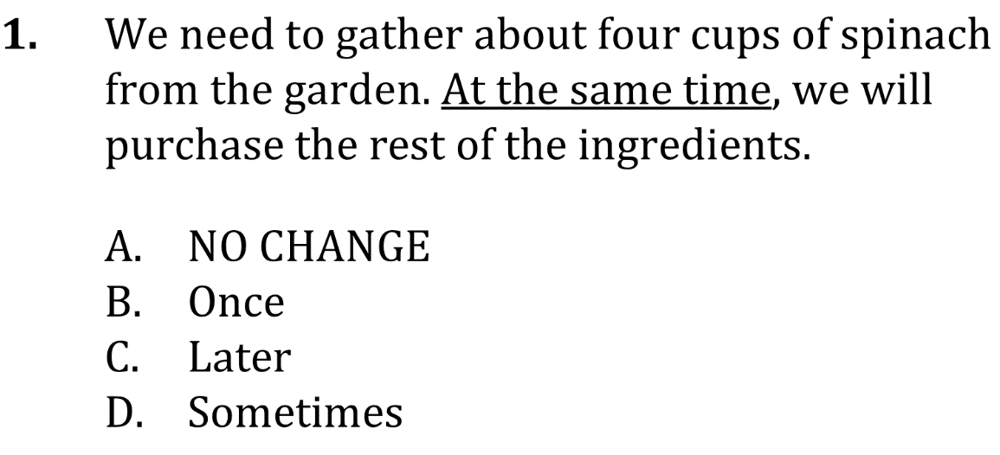 1. We need to gather about four cups of spinach
from the garden. At the same time, we will
purchase the rest of the ingredients.
A. NO CHANGE
B. Once
C. Later
D. Sometimes